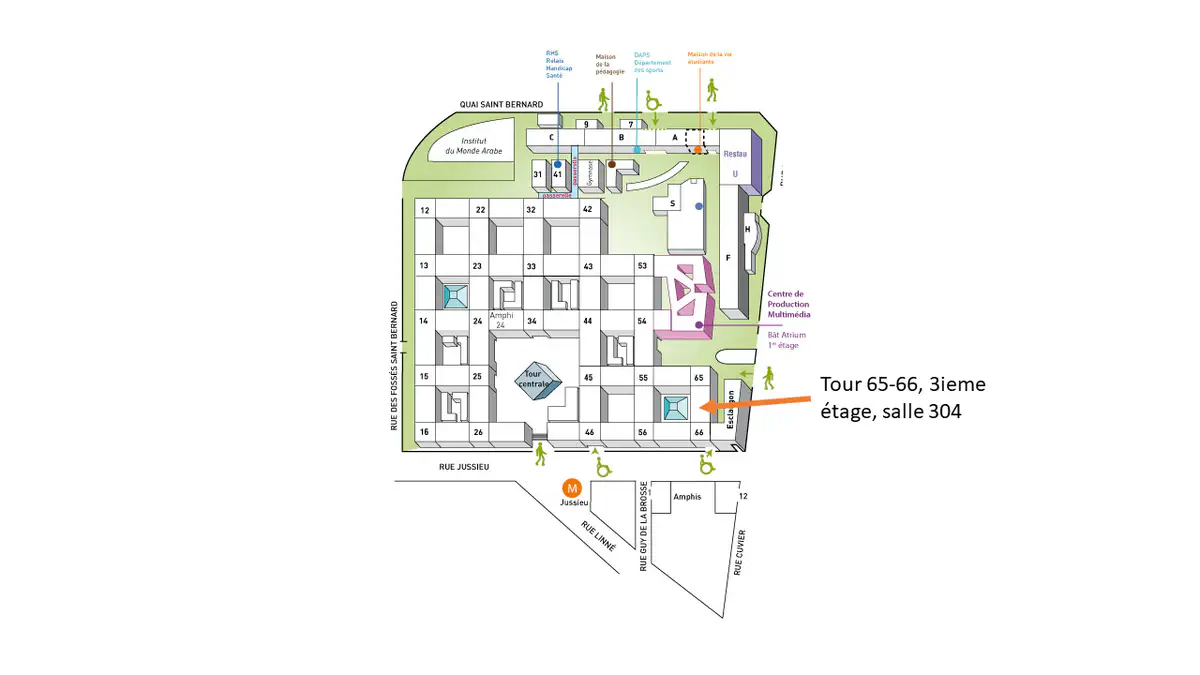 RHS
Relais
Handicap
Santé
Maison
de la
pédagogie
DAPS
Département
des sports
Maison de la vie
étudiante
QUAI SAINT BERNARD
Institut
du Monde Arabe
9
7
C
B
A
Restau
U
31
41
passerelle
Gymnase
passerelle
S
H
F
12
22
32
42
13
23
33
43
53
14
24
34
44
54
Amphi
24
Centre de
Production
Multimédia
Bât Atrium
1er étage
RUE DES FOSSÉS SAINT BERNARD
15
25
Tour
centrale
45
55
65
Esclangon
Tour 65-66, 3ieme
étage, salle 304
16
26
46
56
66
RUE JUSSIEU
M
Jussieu
RUE LINNÉ
RUE GUY DE LA BROSSE
1
Amphis
12
RUE CUVIER